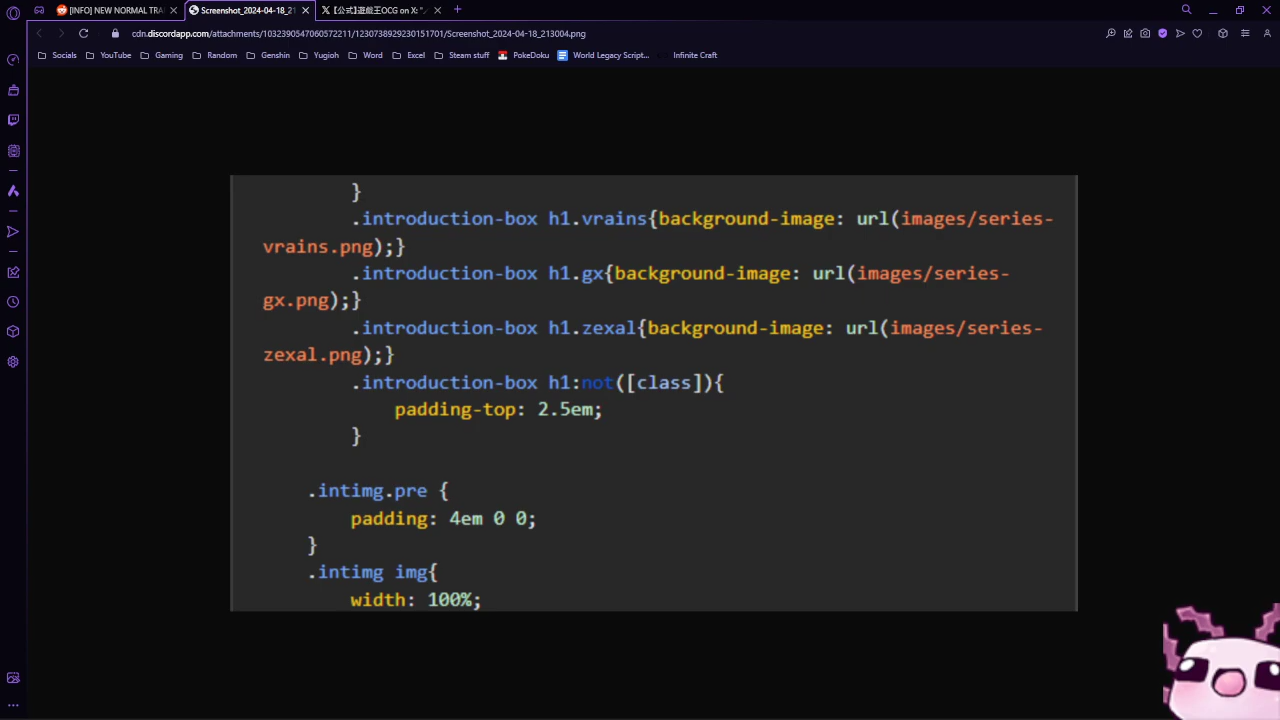 [INFO] NEW NORMAL TRA
Screenshot_2024-04-18_21
【公式】遊戯王OCG on X: "
cdn.discordapp.com/attachments/1032390547060572211/1230738929230151701/Screenshot_2024-04-18_213004.png
Socials YouTube Gaming Random Genshin Yugioh Word Excel Steam stuff PokeDoku World Legacy Script... Infinite Craft
}
.introduction-box h1.vrains{background-image: url(images/series-
vrains.png);}
.introduction-box h1.gx{background-image: url(images/series-
gx.png);}
.introduction-box h1.zexal{background-image: url(images/series-
zexal.png);}
.introduction-box h1:not([class]){
padding-top: 2.5em;
}
.intimg.pre {
padding: 4em 0 0;
}
.intimg img{
width: 100%;